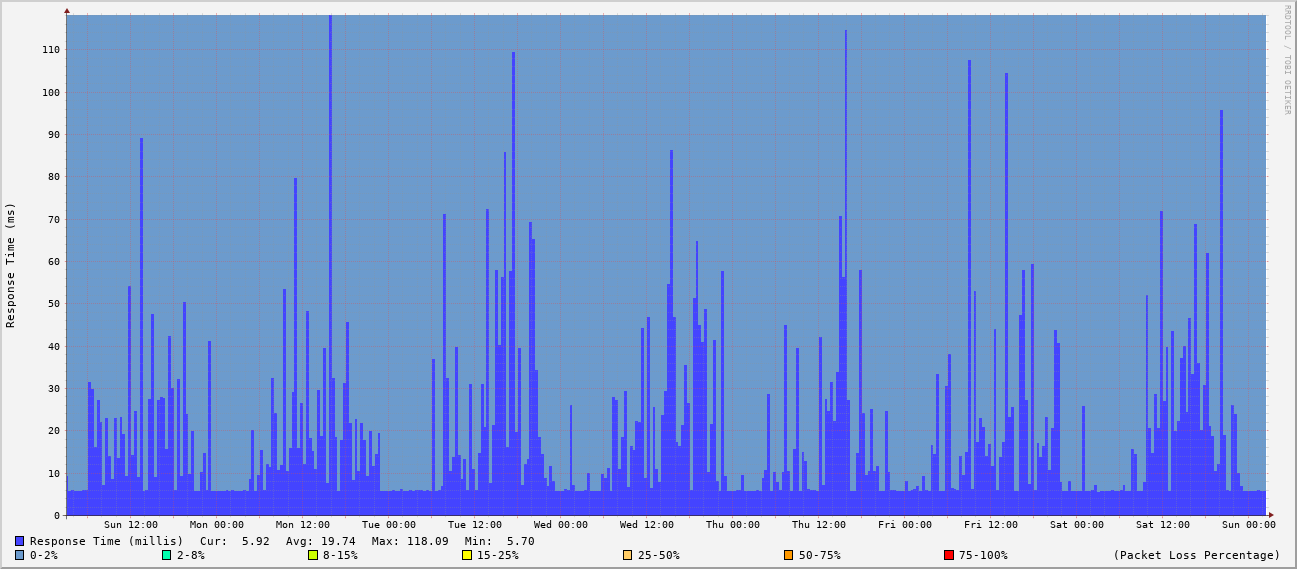 RRDTOOL / TOBI OETIKER
Response Time (ms)
110
100
90
80
70
60
50
40
30
20
10
0
Sun 12:00 Mon 00:00 Mon 12:00 Tue 00:00 Tue 12:00 Wed 00:00 Wed 12:00 Thu 00:00 Thu 12:00 Fri 00:00 Fri 12:00 Sat 00:00 Sat 12:00 Sun 00:00
Response Time (millis) Cur: 5.92 Avg: 19.74 Max: 118.09 Min: 5.70
0-2% 2-8% 8-15% 15-25% 25-50% 50-75% 75-100% (Packet Loss Percentage)